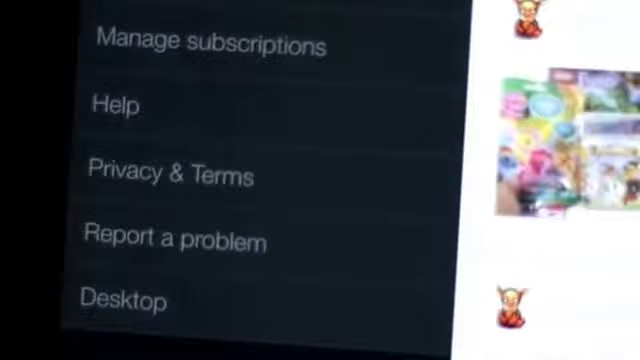 Manage subscriptions
Help
Privacy & Terms
Report a problem
Desktop